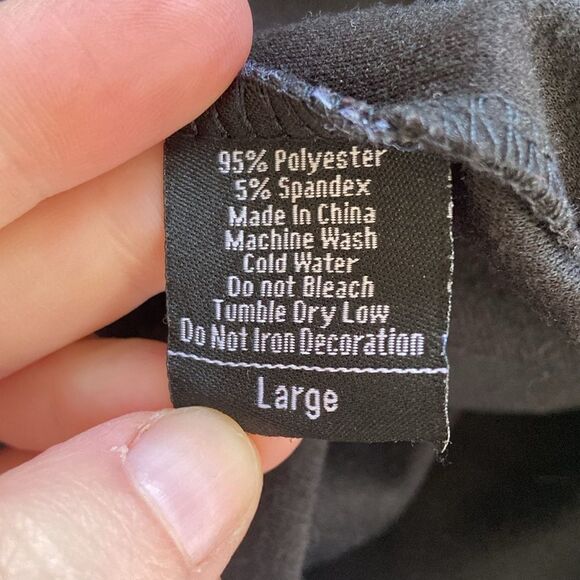 95% Polyester
5% Spandex
Made In China
Machine Wash
Cold Water
Do not Bleach
Tumble Dry Low
Do Not Iron Decoration
Large